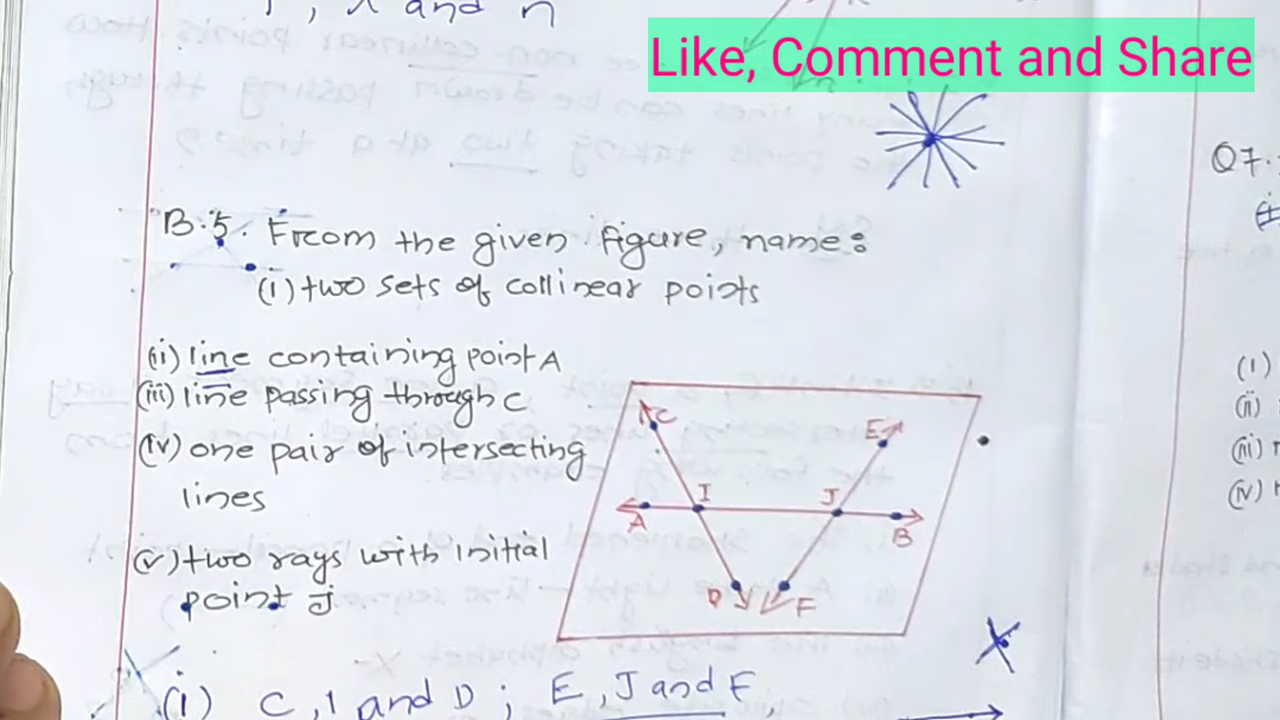 and n
Like, Comment and Share
B.5. From the given figure, name:
(i) two sets of collinear points
(ii) line containing point A
(iii) line passing through C
(iv) one pair of intersecting
lines
(v) two rays with initial
point J
C
E
I
J
A
B
D
F
(i) C, I and D ; E, J and F,
Q7.
(i)
(ii)
(iii)
(iv)